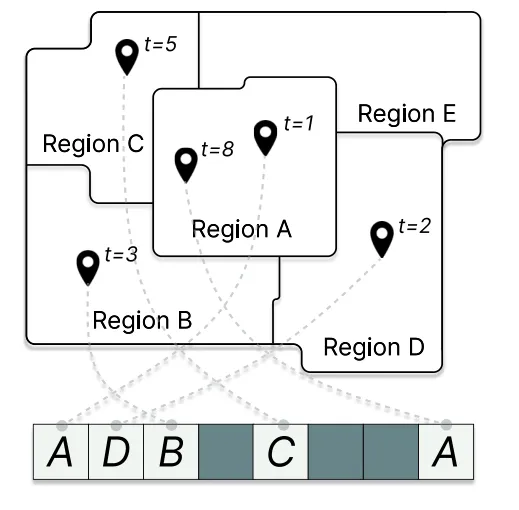 t=5
Region E
t=1
Region C
t=8
Region A
t=2
t=3
Region B
Region D
A D B C A